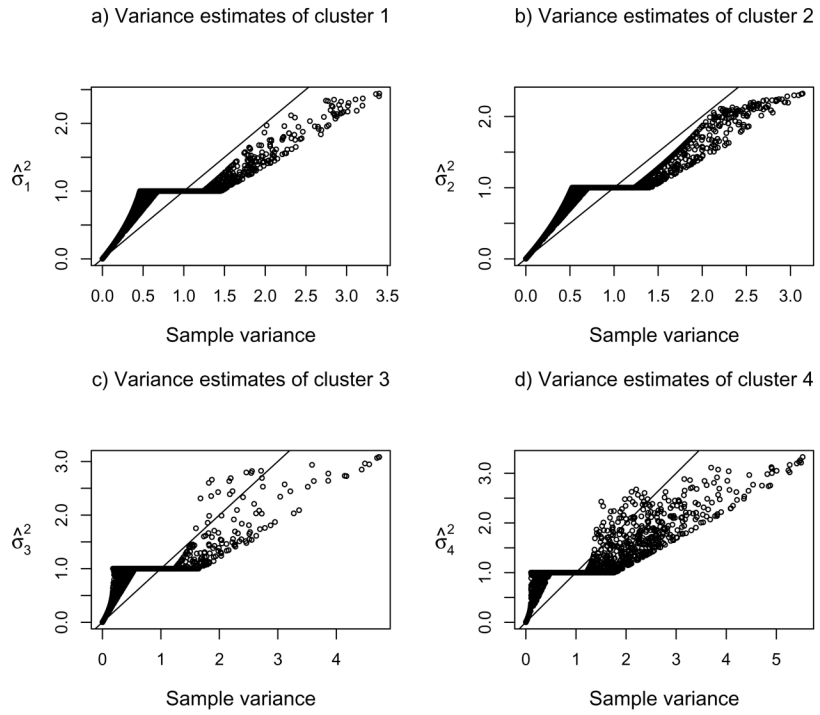 a) Variance estimates of cluster 1
b) Variance estimates of cluster 2
σ̂₁²
0.0 1.0 2.0
0.0 0.5 1.0 1.5 2.0 2.5 3.0 3.5
Sample variance
σ̂₂²
0.0 1.0 2.0
0.0 0.5 1.0 1.5 2.0 2.5 3.0
Sample variance
c) Variance estimates of cluster 3
d) Variance estimates of cluster 4
σ̂₃²
0.0 1.0 2.0 3.0
0 1 2 3 4
Sample variance
σ̂₄²
0.0 1.0 2.0 3.0
0 1 2 3 4 5
Sample variance